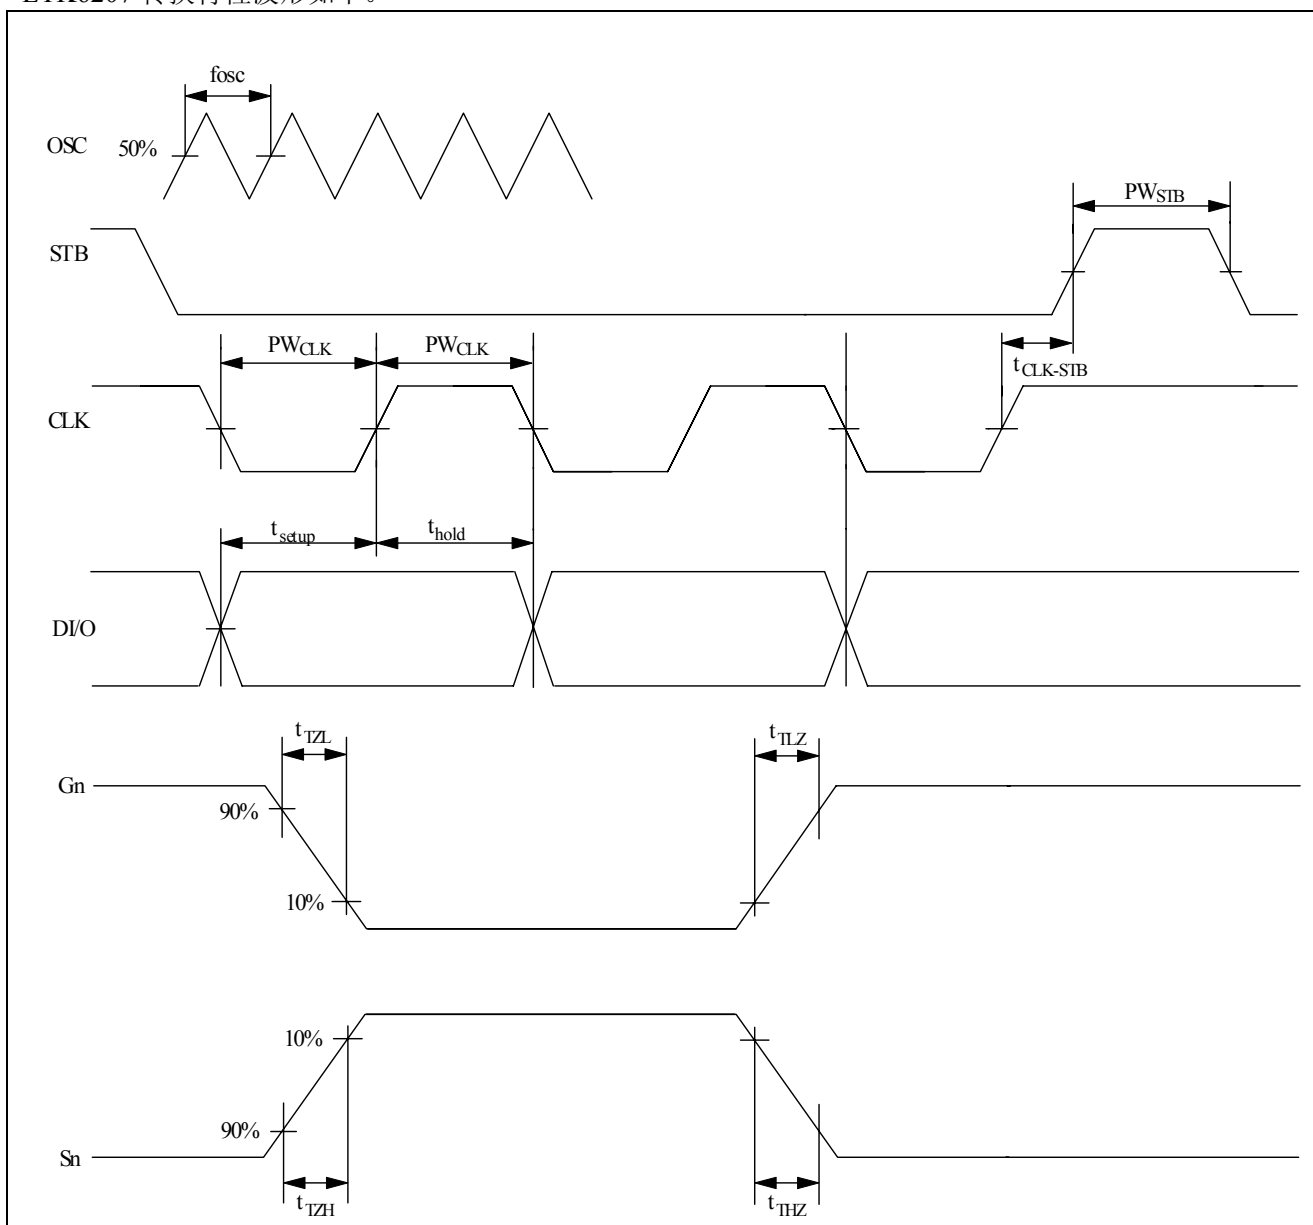 fosc
OSC 50%
PWSTB
STB
PWCLK PWCLK
tCLK-STB
CLK
tsetup thold
DI/O
tTZL tTLZ
Gn
90%
10%
10%
90%
Sn
tTZH tTHZ